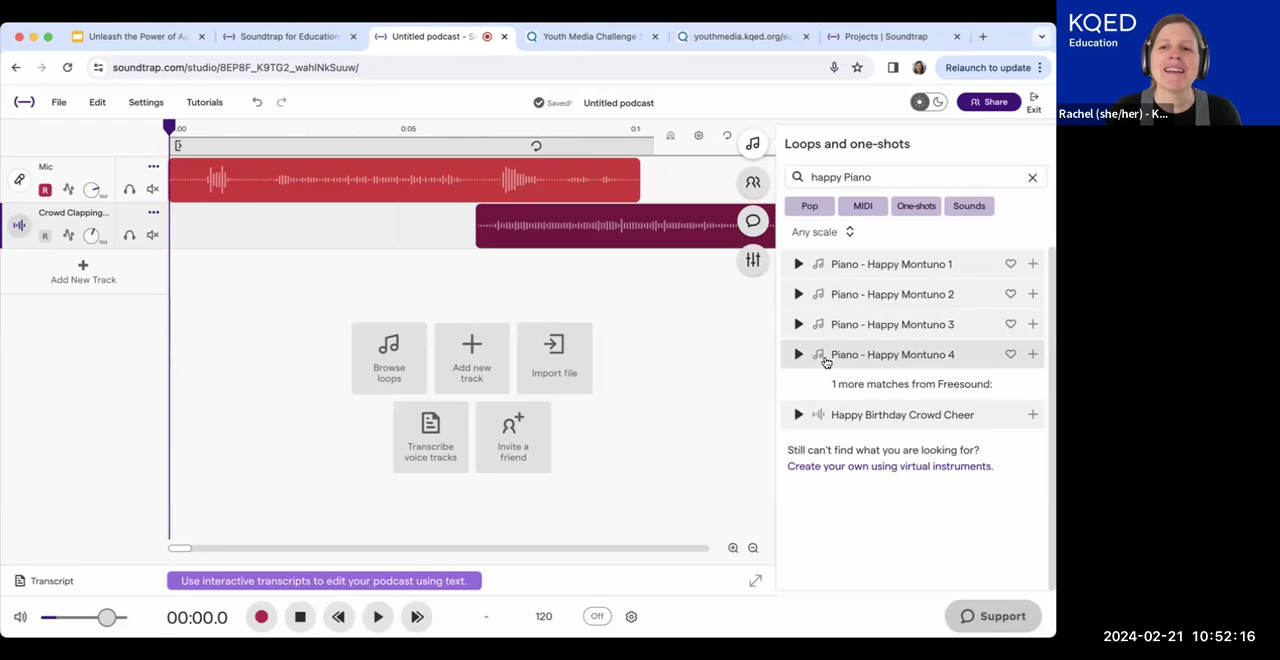 Unleash the Power of Au
Soundtrap for Education
Untitled podcast - So
Youth Media Challenge S
youthmedia.kqed.org/su
Projects | Soundtrap
soundtrap.com/studio/8EP8F_K9TG2_wahlNkSuuw/
Relaunch to update
File
Edit
Settings
Tutorials
Saved!
Untitled podcast
Share
Exit
:00
0:05
0:1
Mic
R
Vol
Crowd Clapping...
R
Vol
Add New Track
Browse
loops
Add new
track
Import file
Transcribe
voice tracks
Invite a
friend
Loops and one-shots
happy Piano
Pop
MIDI
One-shots
Sounds
Any scale
Piano - Happy Montuno 1
Piano - Happy Montuno 2
Piano - Happy Montuno 3
Piano - Happy Montuno 4
1 more matches from Freesound:
Happy Birthday Crowd Cheer
Still can't find what you are looking for?
Create your own using virtual instruments.
Transcript
Use interactive transcripts to edit your podcast using text.
00:00.0
-
120
Off
Support
KQED
Education
Rachel (she/her) - K...
2024-02-21 10:52:16